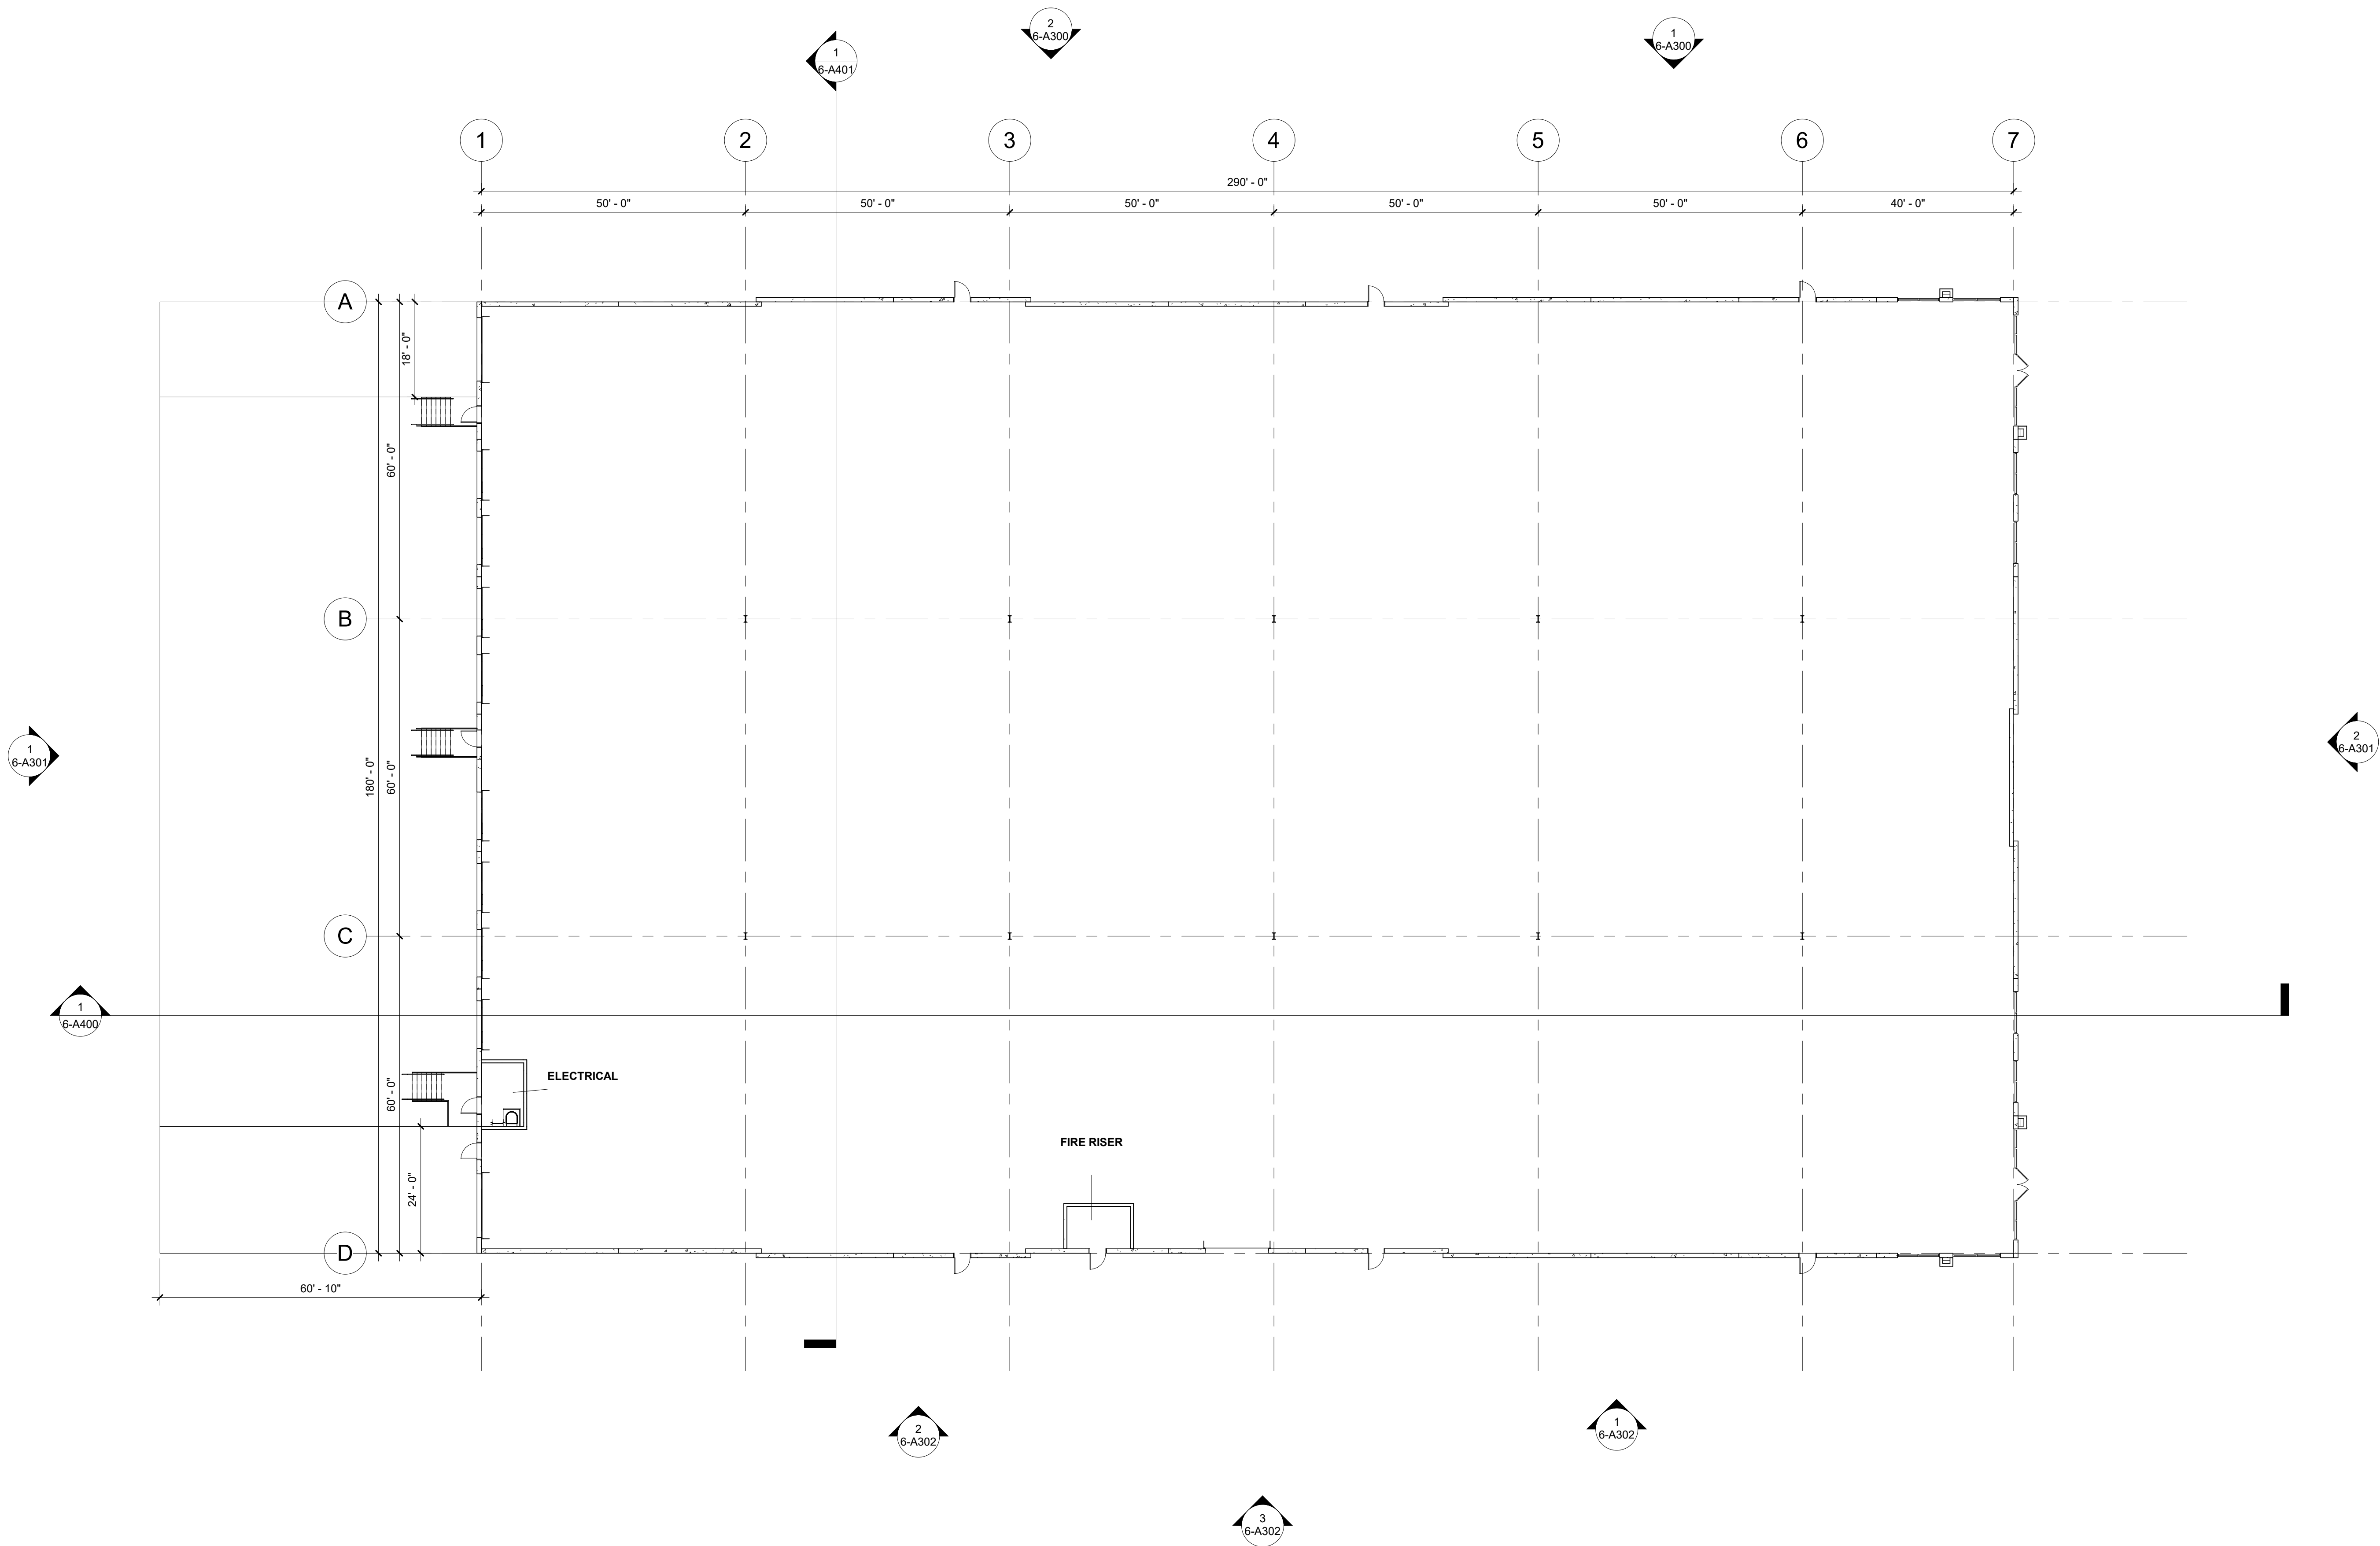 2
6-A300
1
6-A300
1
6-A401
1
2
3
4
5
6
7
290' - 0"
50' - 0"
50' - 0"
50' - 0"
50' - 0"
50' - 0"
40' - 0"
A
18' - 0"
60' - 0"
B
1
6-A301
180' - 0"
60' - 0"
2
6-A301
C
1
6-A400
ELECTRICAL
60' - 0"
FIRE RISER
24' - 0"
D
60' - 10"
2
6-A302
1
6-A302
3
6-A302